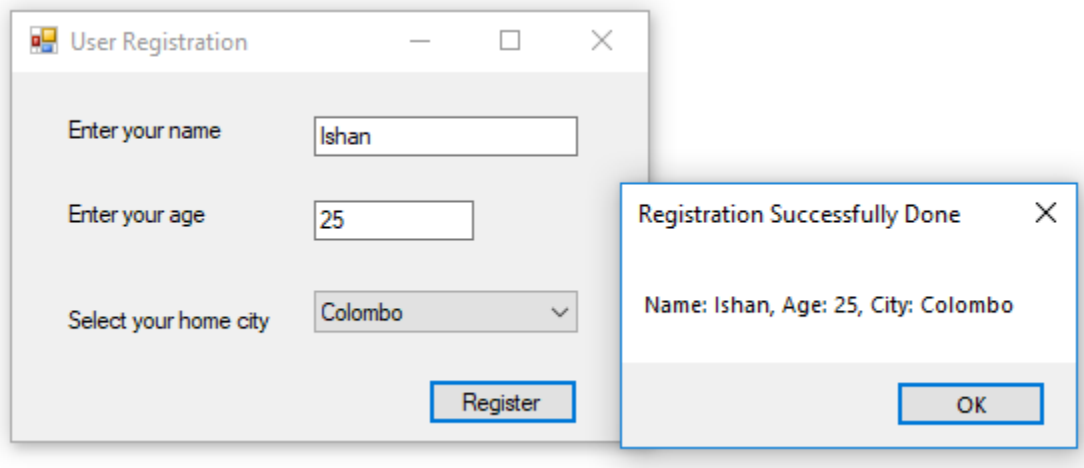 User Registration
Enter your name
Ishan
Enter your age
25
Select your home city
Colombo
Register
Registration Successfully Done
Name: Ishan, Age: 25, City: Colombo
OK